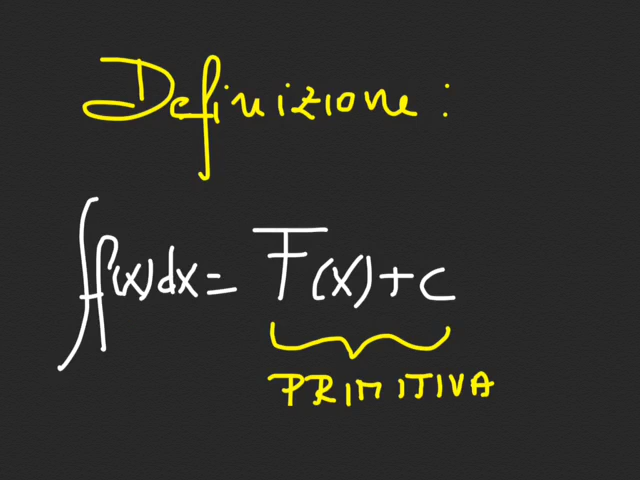 Definizione:
∫f(x)dx = F(x)+c
PRIMITIVA